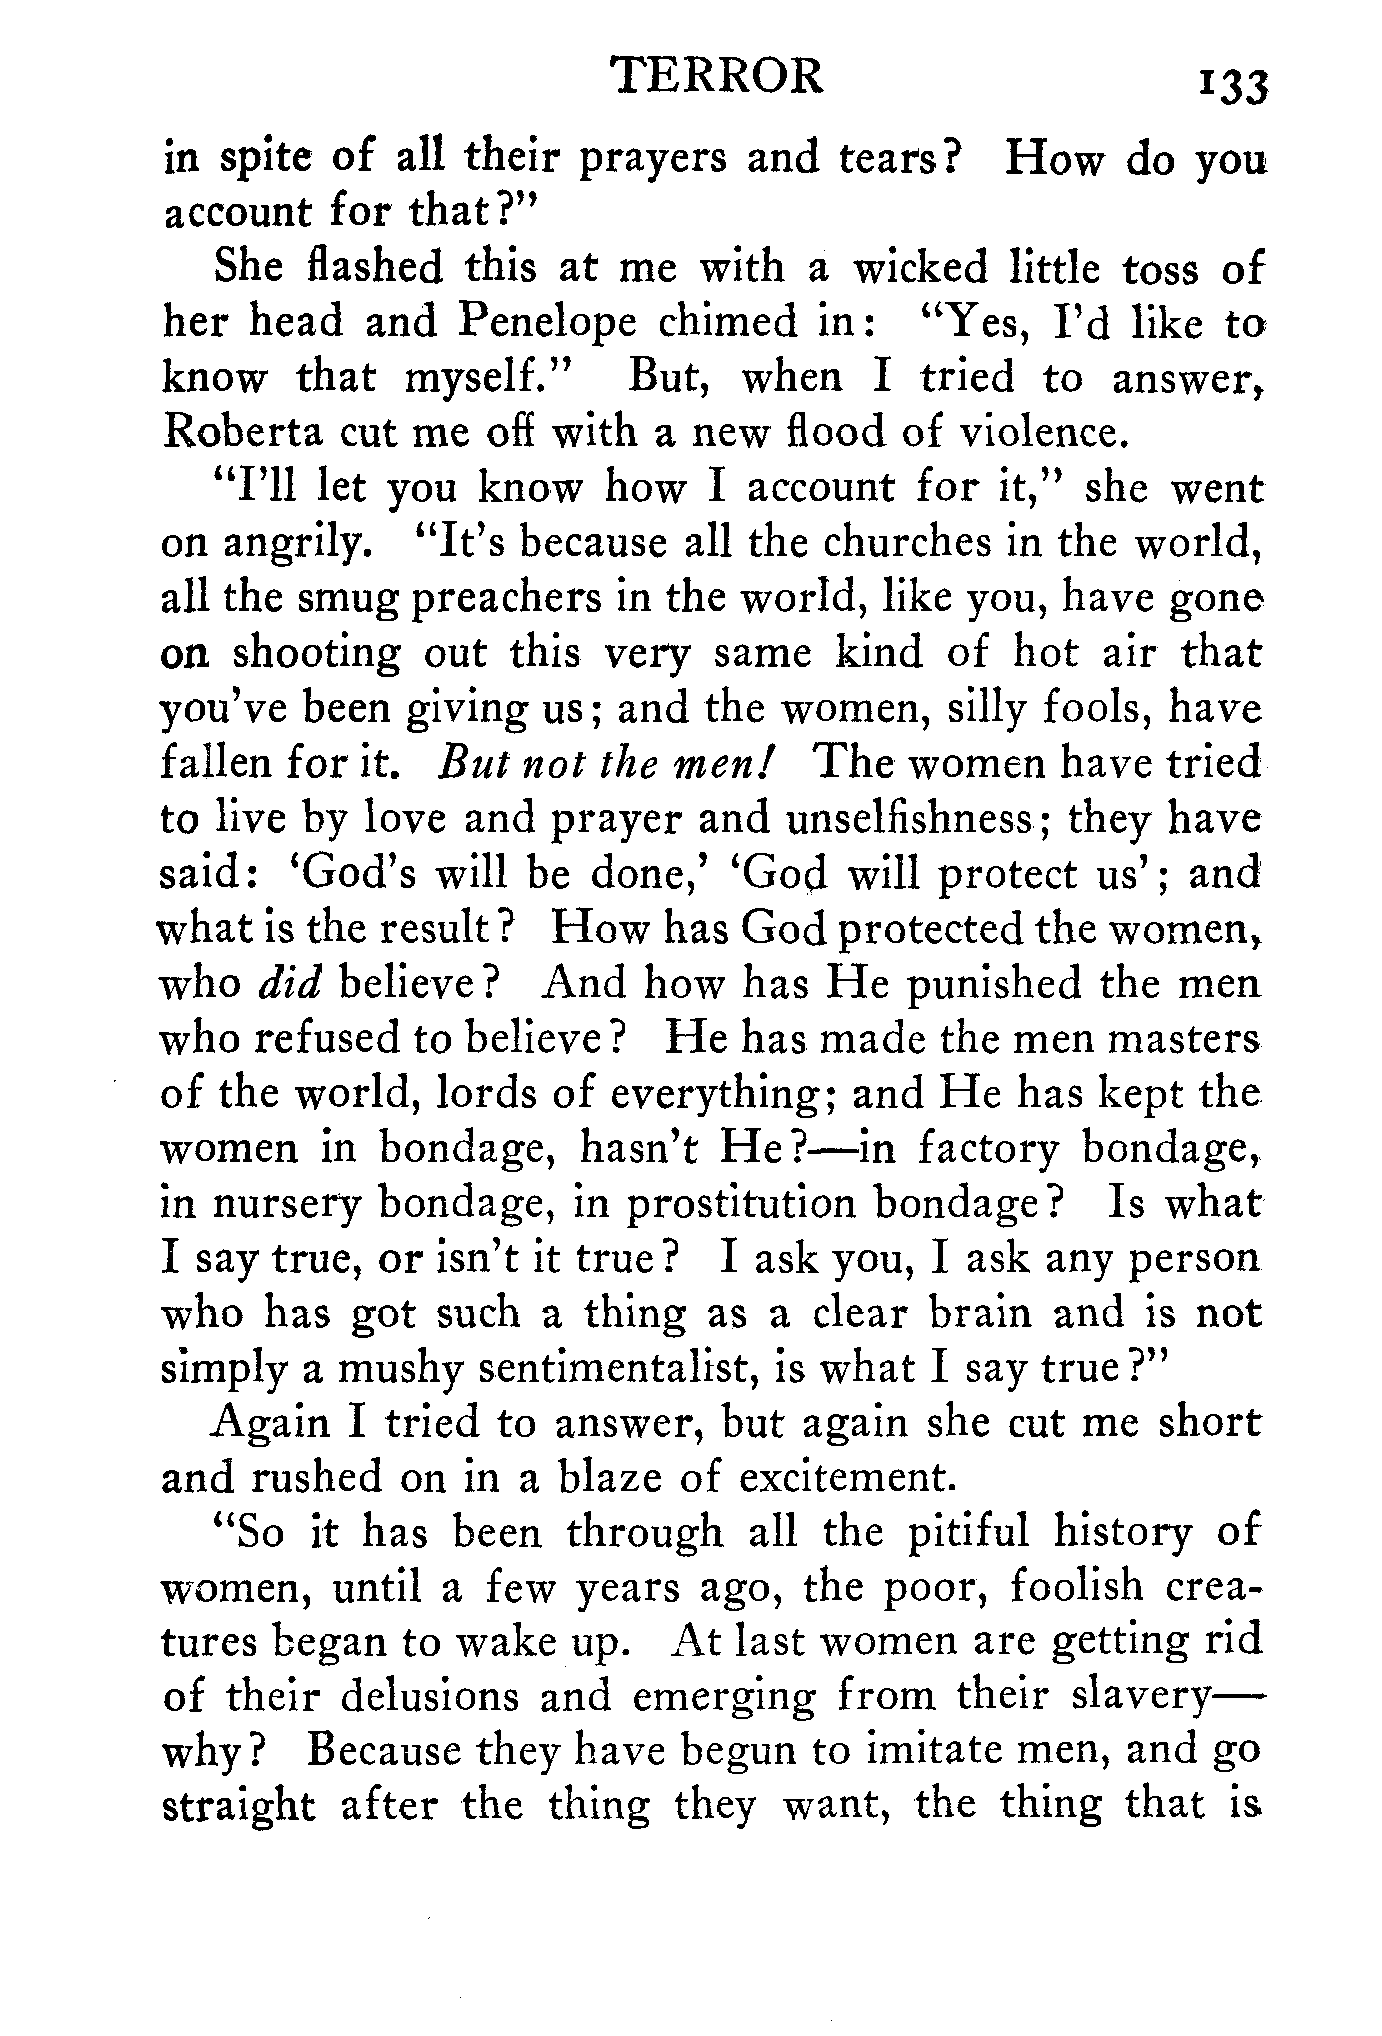 TERROR 133
in spite of all their prayers and tears? How do you
account for that?"
She flashed this at me with a wicked little toss of
her head and Penelope chimed in: "Yes, I'd like to
know that myself." But, when I tried to answer,
Roberta cut me off with a new flood of violence.
"I'll let you know how I account for it," she went
on angrily. "It's because all the churches in the world,
all the smug preachers in the world, like you, have gone
on shooting out this very same kind of hot air that
you've been giving us; and the women, silly fools, have
fallen for it. But not the men! The women have tried
to live by love and prayer and unselfishness; they have
said: 'God's will be done,' 'God will protect us'; and
what is the result? How has God protected the women,
who did believe? And how has He punished the men
who refused to believe? He has made the men masters
of the world, lords of everything; and He has kept the
women in bondage, hasn't He?—in factory bondage,
in nursery bondage, in prostitution bondage? Is what
I say true, or isn't it true? I ask you, I ask any person
who has got such a thing as a clear brain and is not
simply a mushy sentimentalist, is what I say true?"
Again I tried to answer, but again she cut me short
and rushed on in a blaze of excitement.
"So it has been through all the pitiful history of
women, until a few years ago, the poor, foolish crea-
tures began to wake up. At last women are getting rid
of their delusions and emerging from their slavery—
why? Because they have begun to imitate men, and go
straight after the thing they want, the thing that is